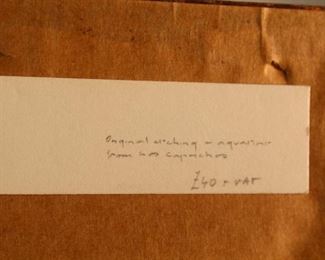 Original etching + aquatint
from Los Caprichos
£40 + VAT